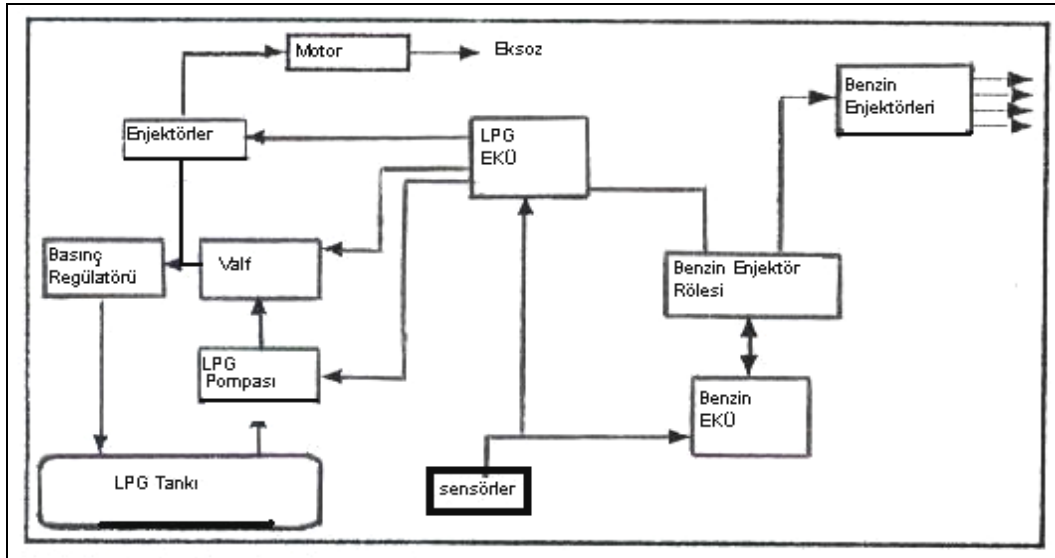 Motor
Eksoz
Benzin
Enjektörleri
Enjektörler
LPG
EKÜ
Basınç
Regülatörü
Valf
Benzin Enjektör
Rölesi
LPG
Pompası
Benzin
EKÜ
LPG Tankı
sensörler